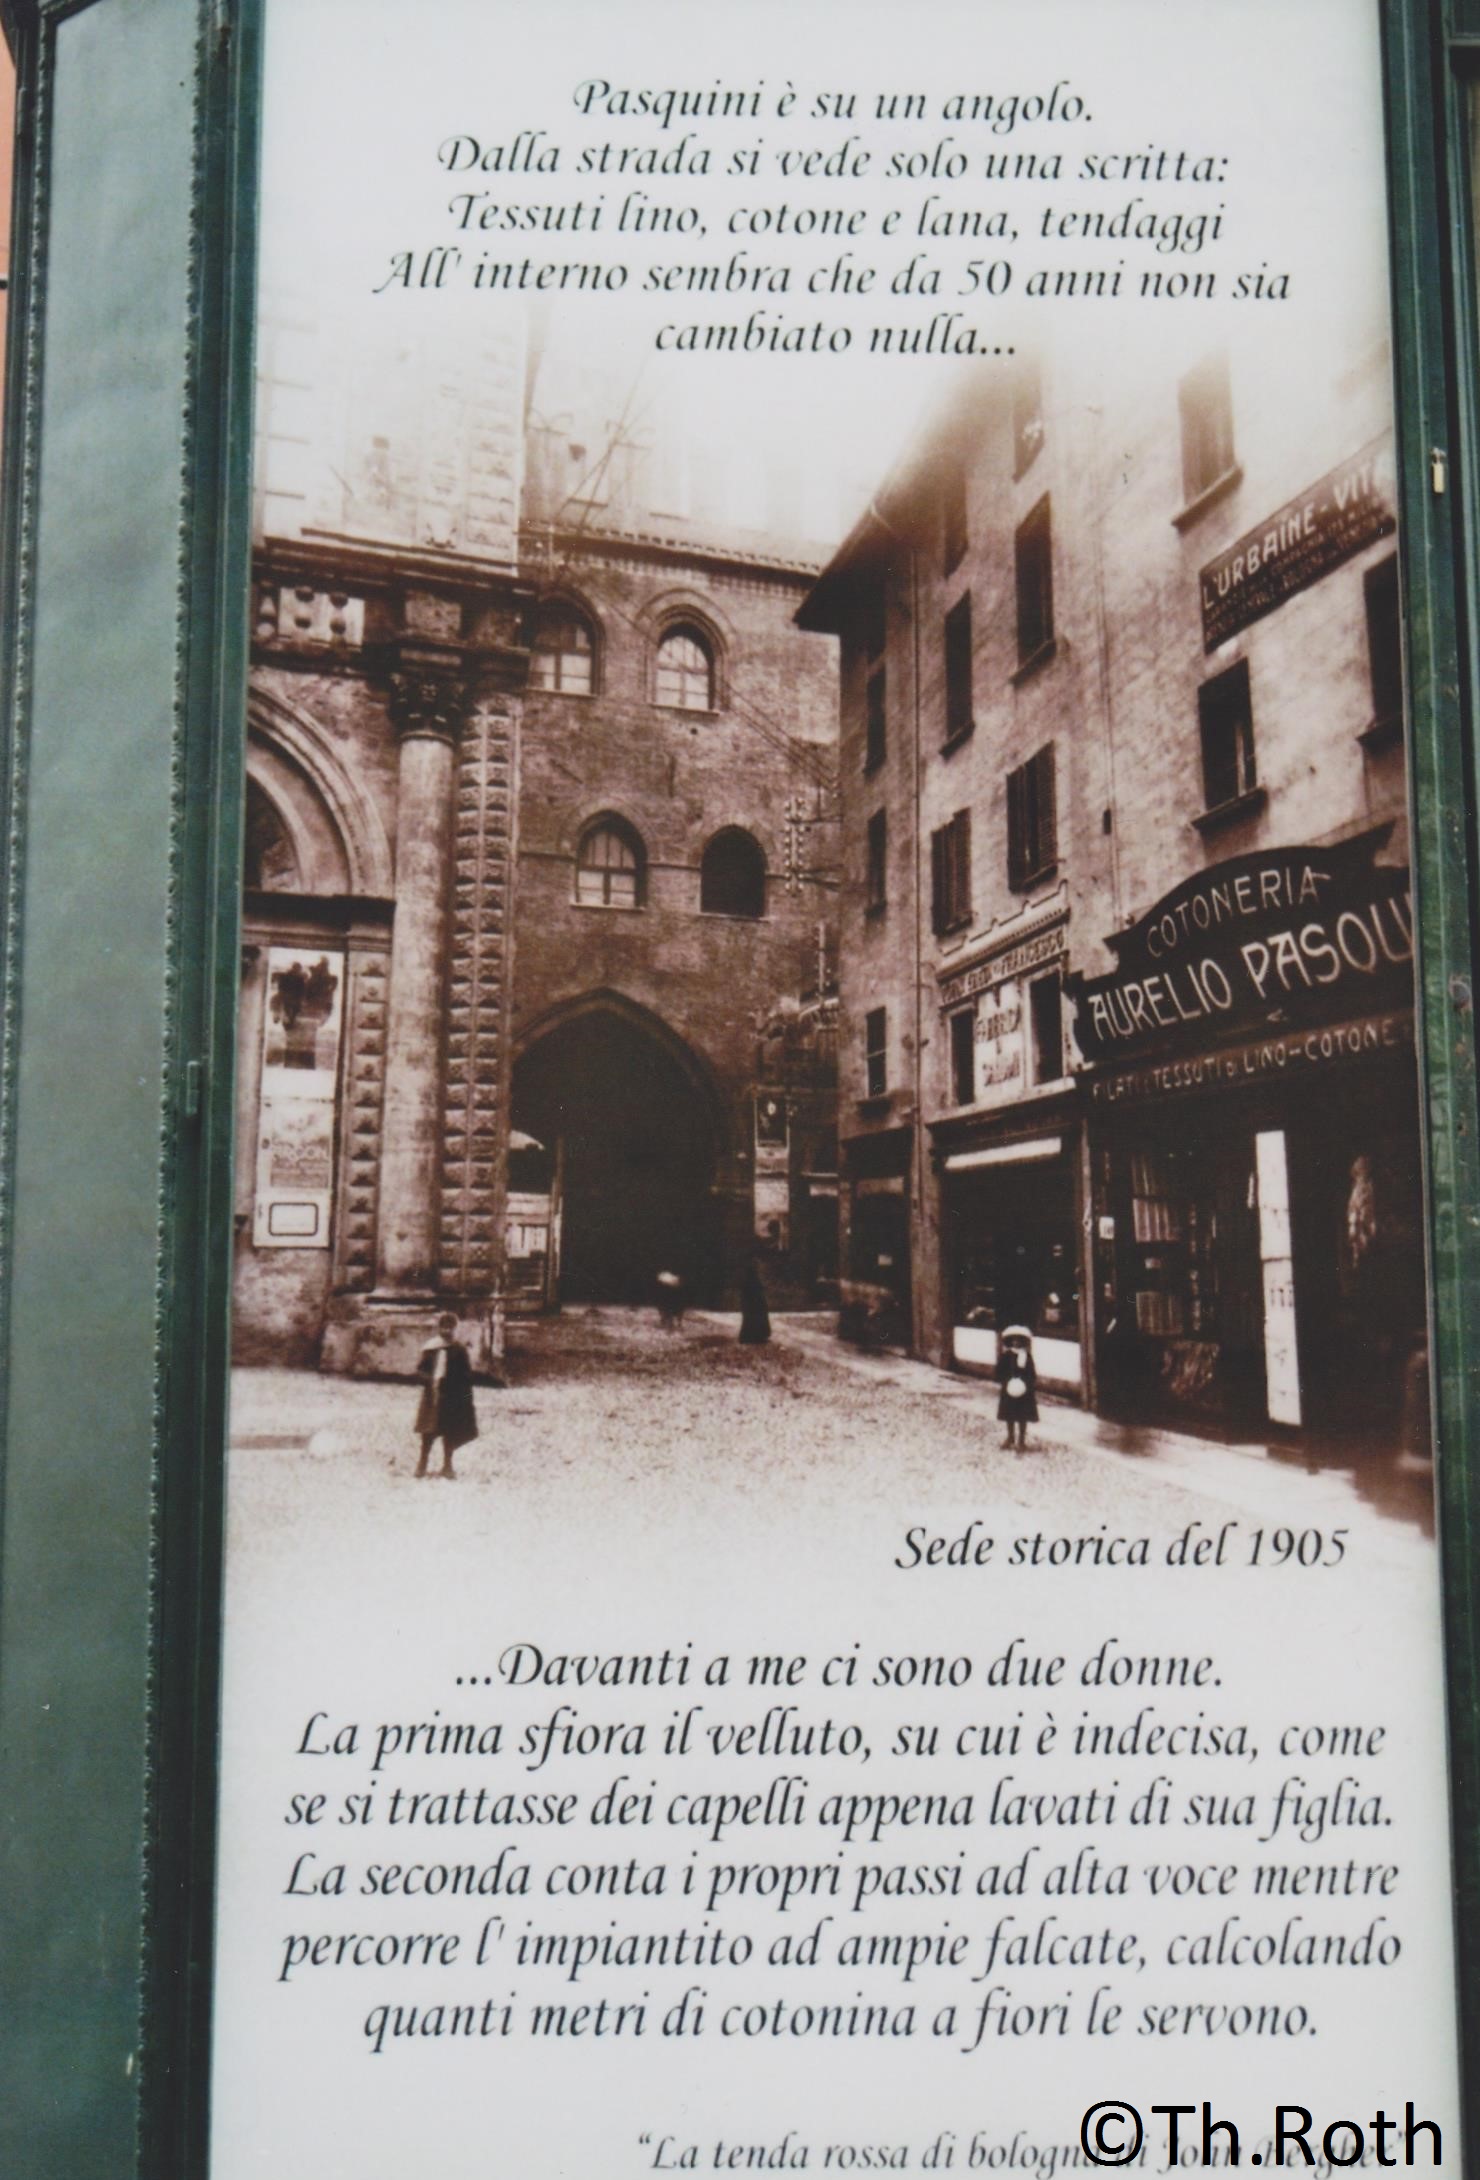 Pasquini è su un angolo.
Dalla strada si vede solo una scritta:
Tessuti lino, cotone e lana, tendaggi
All' interno sembra che da 50 anni non sia
cambiato nulla...
L'URBAINE - VIT
COTONERIA
AURELIO PASQU
FILATI E TESSUTI DI LINO-COTONE
FRANCESCO
FABBRICA
Sede storica del 1905
...Davanti a me ci sono due donne.
La prima sfiora il velluto, su cui è indecisa, come
se si trattasse dei capelli appena lavati di sua figlia.
La seconda conta i propri passi ad alta voce mentre
percorre l' impiantito ad ampie falcate, calcolando
quanti metri di cotonina a fiori le servono.
“La tenda rossa di bologna di John Berger”
©Th.Roth